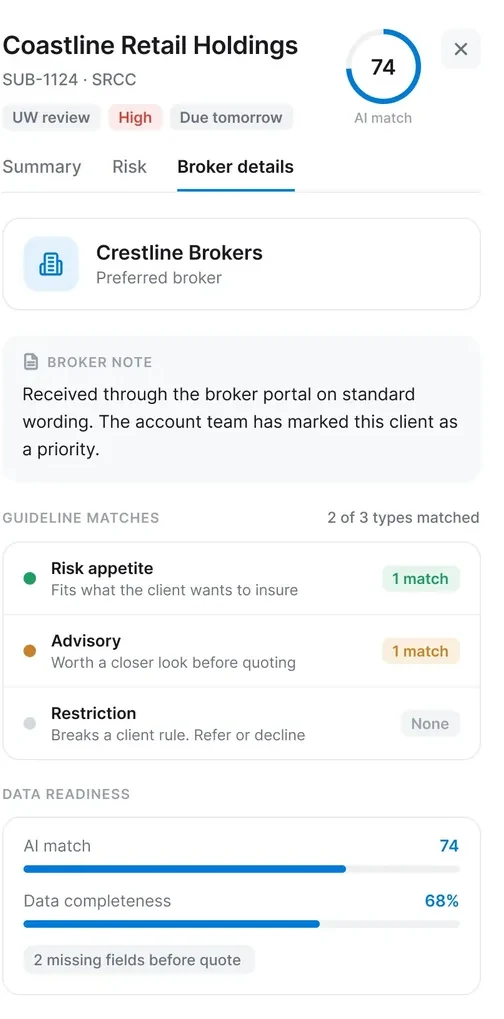 Coastline Retail Holdings
SUB-1124 · SRCC
74
AI match
UW review
High
Due tomorrow
Summary
Risk
Broker details
Crestline Brokers
Preferred broker
BROKER NOTE
Received through the broker portal on standard
wording. The account team has marked this client as
a priority.
GUIDELINE MATCHES
2 of 3 types matched
Risk appetite
Fits what the client wants to insure
1 match
Advisory
Worth a closer look before quoting
1 match
Restriction
Breaks a client rule. Refer or decline
None
DATA READINESS
AI match
74
Data completeness
68%
2 missing fields before quote